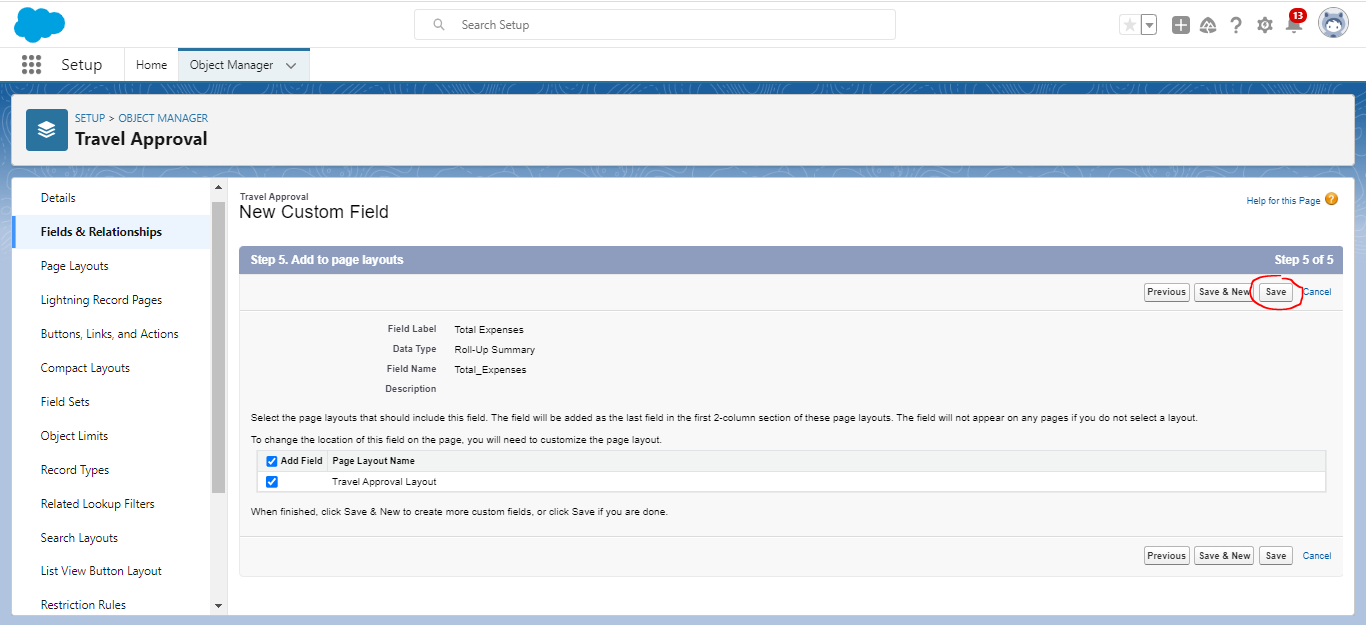 Search Setup
13
Setup
Home
Object Manager
SETUP > OBJECT MANAGER
Travel Approval
Details
Fields & Relationships
Page Layouts
Lightning Record Pages
Buttons, Links, and Actions
Compact Layouts
Field Sets
Object Limits
Record Types
Related Lookup Filters
Search Layouts
List View Button Layout
Restriction Rules
Travel Approval
New Custom Field
Help for this Page ?
Step 5. Add to page layouts Step 5 of 5
Previous Save & New Save Cancel
Field Label Total Expenses
Data Type Roll-Up Summary
Field Name Total_Expenses
Description
Select the page layouts that should include this field. The field will be added as the last field in the first 2-column section of these page layouts. The field will not appear on any pages if you do not select a layout.
To change the location of this field on the page, you will need to customize the page layout.
Add Field Page Layout Name
Travel Approval Layout
When finished, click Save & New to create more custom fields, or click Save if you are done.
Previous Save & New Save Cancel